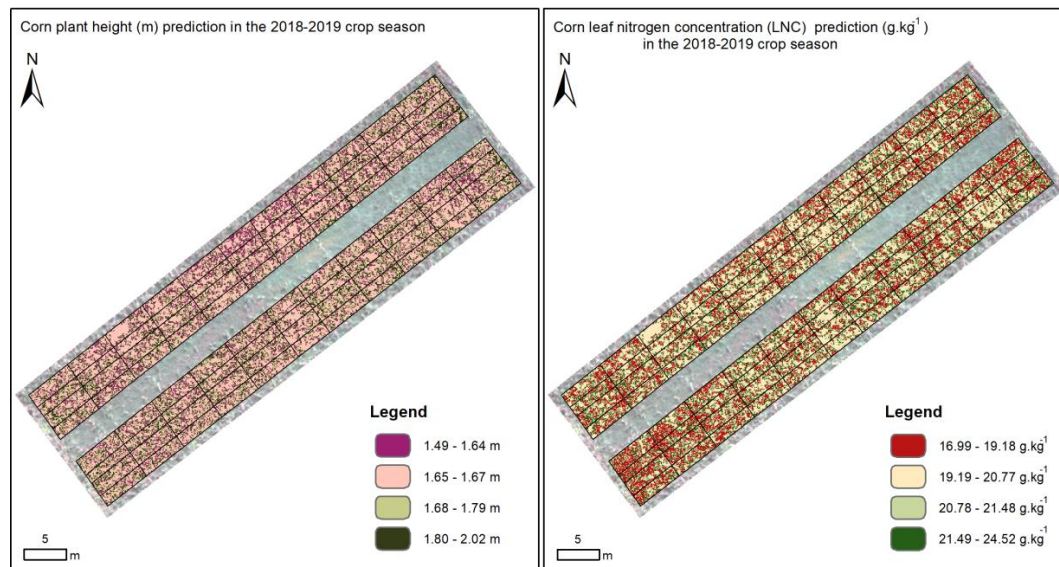 Corn plant height (m) prediction in the 2018-2019 crop season
N
Legend
1.49 - 1.64 m
1.65 - 1.67 m
1.68 - 1.79 m
1.80 - 2.02 m
5
m
Corn leaf nitrogen concentration (LNC) prediction (g.kg⁻¹)
in the 2018-2019 crop season
N
Legend
16.99 - 19.18 g.kg⁻¹
19.19 - 20.77 g.kg⁻¹
20.78 - 21.48 g.kg⁻¹
21.49 - 24.52 g.kg⁻¹
5
m